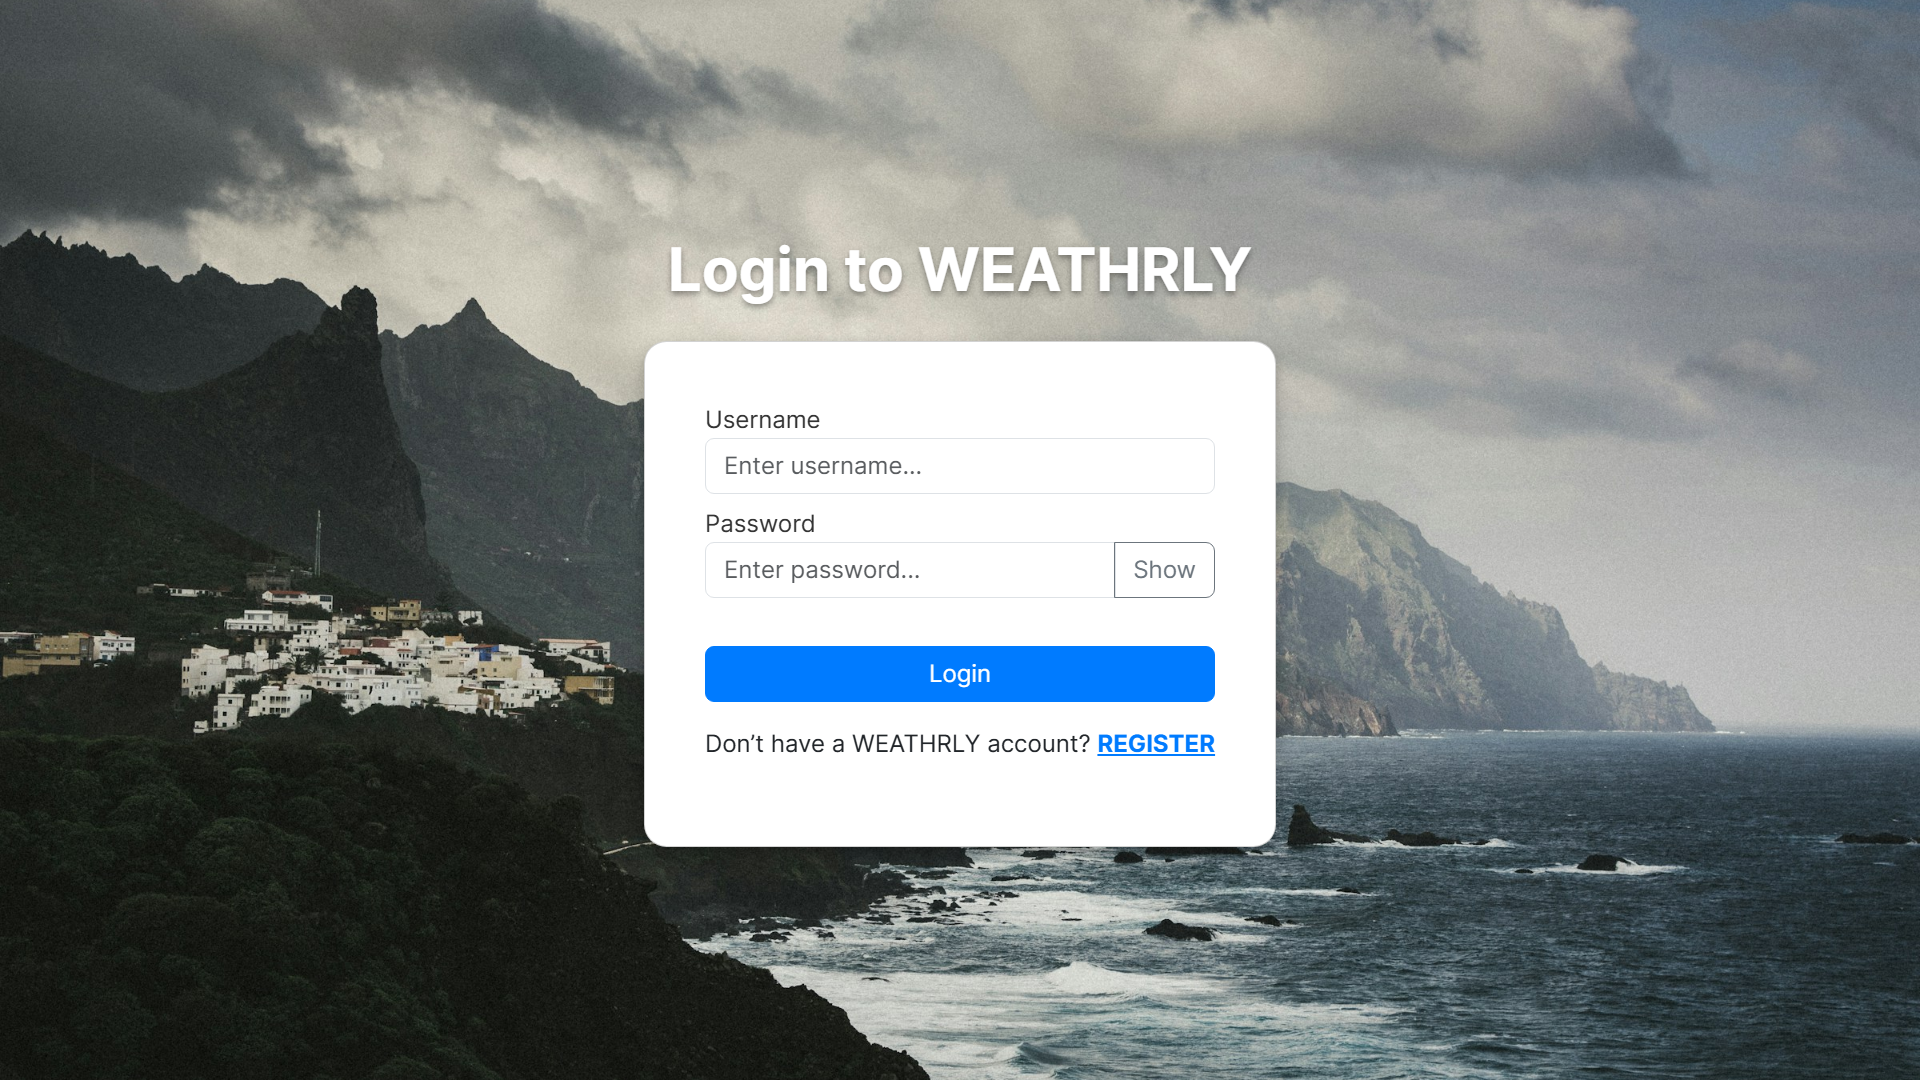 Login to WEATHRLY
Username
Enter username...
Password
Enter password...
Show
Login
Don’t have a WEATHRLY account? REGISTER